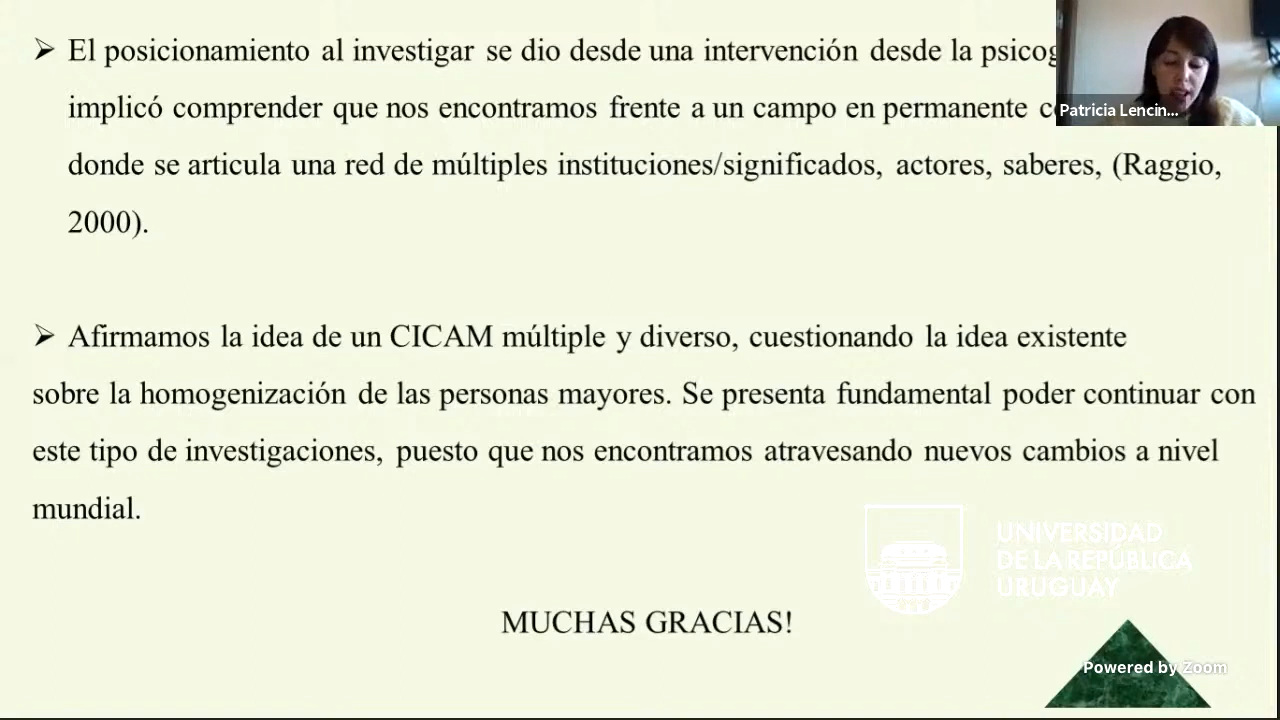 ➢ El posicionamiento al investigar se dio desde una intervención desde la
implicó comprender que nos encontramos frente a un campo en permanente
donde se articula una red de múltiples instituciones/significados, actores, saberes, (Raggio,
2000).
➢ Afirmamos la idea de un CICAM múltiple y diverso, cuestionando la idea existente
sobre la homogenización de las personas mayores. Se presenta fundamental poder continuar con
este tipo de investigaciones, puesto que nos encontramos atravesando nuevos cambios a nivel
mundial.
MUCHAS GRACIAS!
Patricia Lencin...
UNIVERSIDAD
DE LA REPÚBLICA
URUGUAY
Powered by Zoom